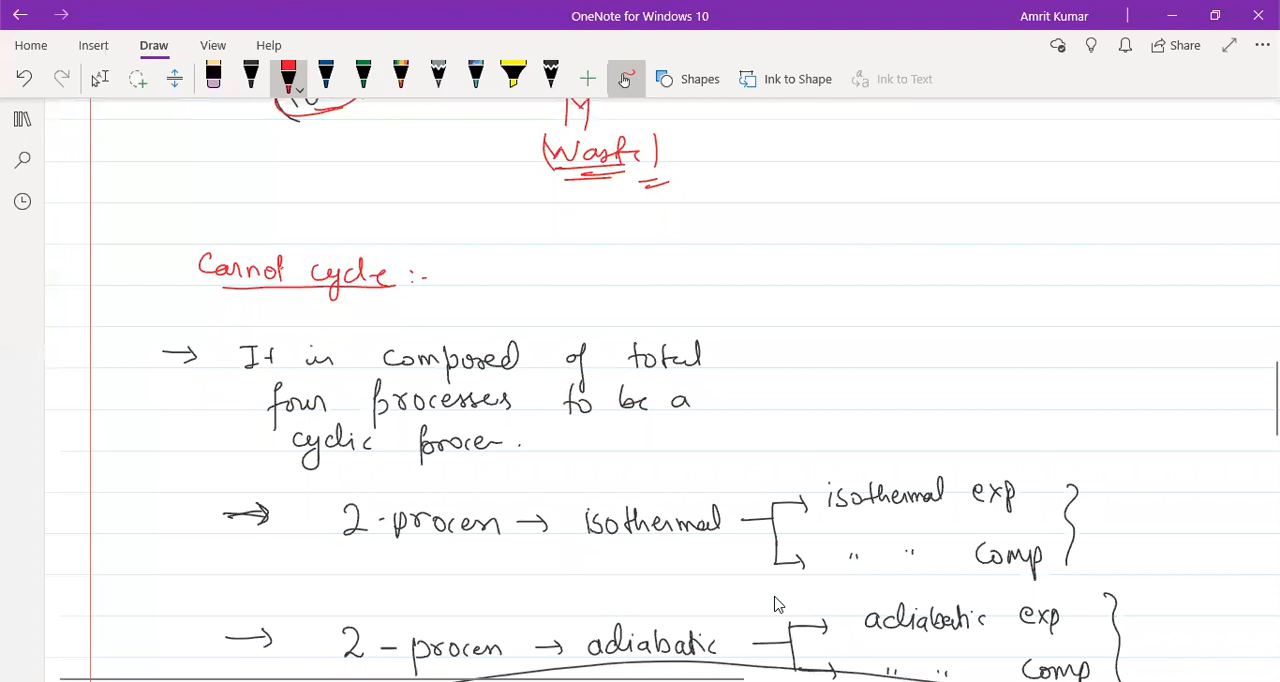 OneNote for Windows 10
Amrit Kumar
Home Insert Draw View Help
Share
Shapes
Ink to Shape
Ink to Text
(Waste)
Carnot cycle :-
→ It is composed of total
four processes to be a
cyclic process.
⇒ 2-process → isothermal
isothermal exp
" " Comp
→ 2-process → adiabatic
adiabatic exp
" " Comp